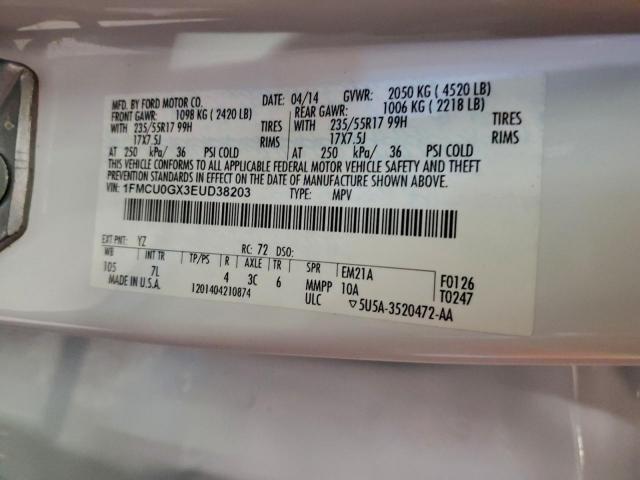 MFD. BY FORD MOTOR CO. DATE: 04/14 GVWR: 2050 KG ( 4520 LB)
FRONT GAWR: 1098 KG ( 2420 LB) REAR GAWR: 1006 KG ( 2218 LB)
WITH 235/55R17 99H TIRES WITH 235/55R17 99H TIRES
17X7.5J RIMS 17X7.5J RIMS
AT 250 kPa/ 36 PSI COLD AT 250 kPa/ 36 PSI COLD
THIS VEHICLE CONFORMS TO ALL APPLICABLE FEDERAL MOTOR VEHICLE SAFETY AND THEFT
PREVENTION STANDARDS IN EFFECT ON THE DATE OF MANUFACTURE SHOWN ABOVE.
VIN: 1FMCU0GX3EUD38203 TYPE: MPV
EXT PNT: YZ RC: 72 DSO:
WB INT TR TP/PS R AXLE TR SPR EM21A F0126
105 7L 4 3C 6 MMPP 10A T0247
MADE IN U.S.A. 1201404210874 ULC ▽5U5A-3520472-AA